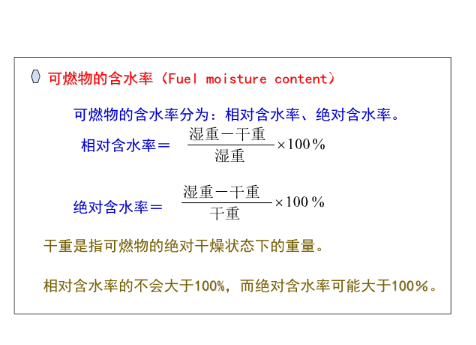 可燃物的含水率（Fuel moisture content）
可燃物的含水率分为：相对含水率、绝对含水率。
相对含水率＝ 湿重－干重 / 湿重 ×100％
绝对含水率＝ 湿重－干重 / 干重 ×100％
干重是指可燃物的绝对干燥状态下的重量。
相对含水率的不会大于100%，而绝对含水率可能大于100％。